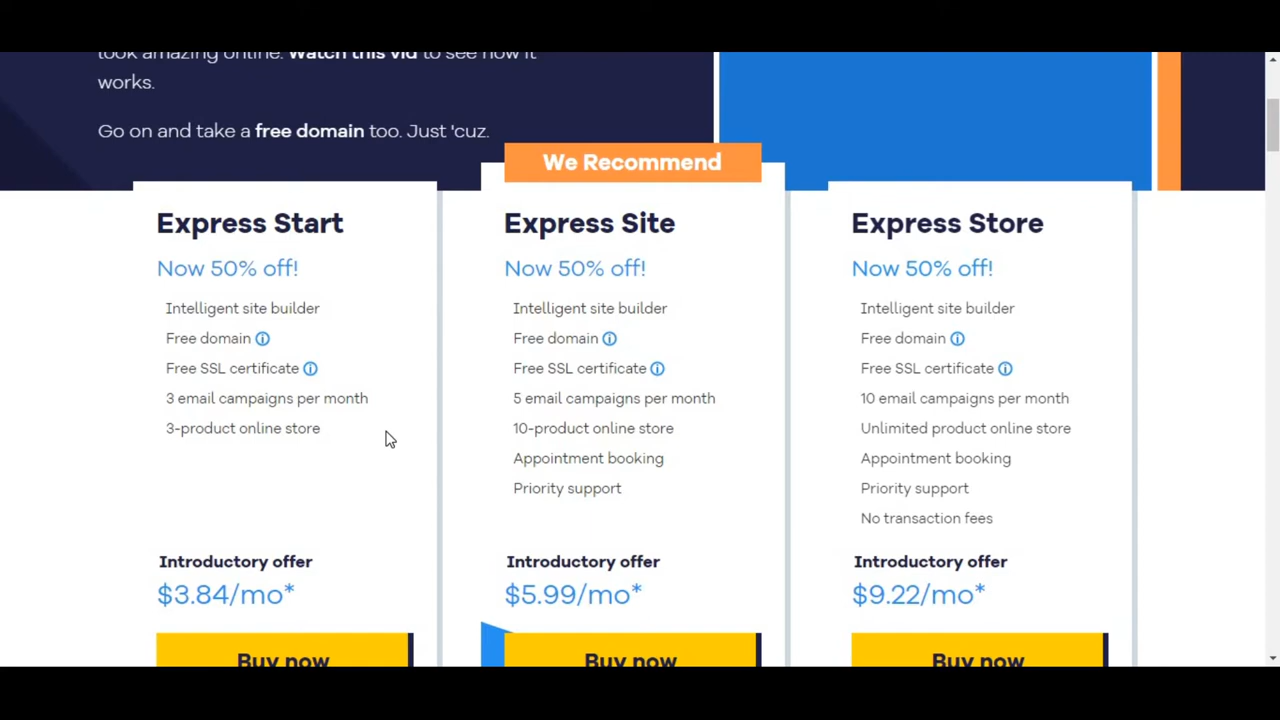 look amazing online. Watch this vid to see how it
works.
Go on and take a free domain too. Just 'cuz.
We Recommend
Express Start
Now 50% off!
Intelligent site builder
Free domain
Free SSL certificate
3 email campaigns per month
3-product online store
Introductory offer
$3.84/mo*
Buy now
Express Site
Now 50% off!
Intelligent site builder
Free domain
Free SSL certificate
5 email campaigns per month
10-product online store
Appointment booking
Priority support
Introductory offer
$5.99/mo*
Buy now
Express Store
Now 50% off!
Intelligent site builder
Free domain
Free SSL certificate
10 email campaigns per month
Unlimited product online store
Appointment booking
Priority support
No transaction fees
Introductory offer
$9.22/mo*
Buy now